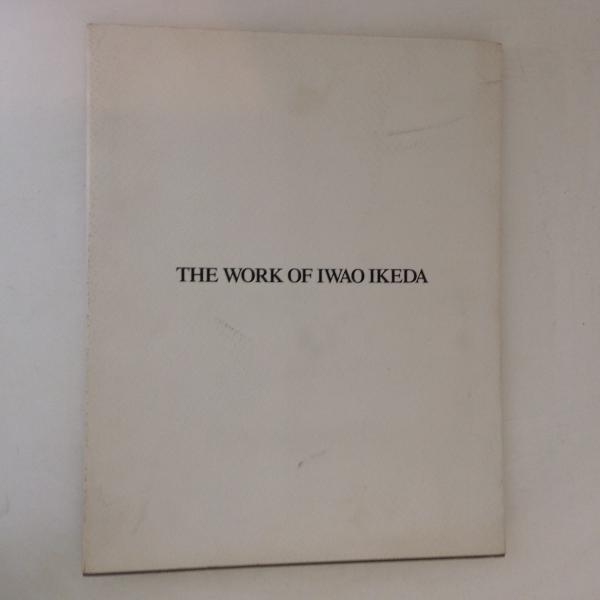 THE WORK OF IWAO IKEDA